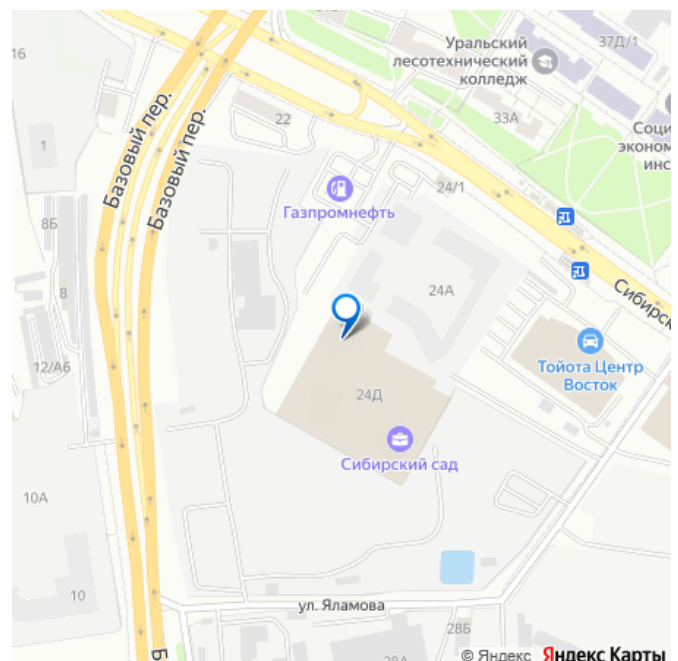 Уральский
лесотехнический
колледж
37Д/1
16
Базовый пер.
Базовый пер.
22
33А
Соци
эконом
инс
1
Газпромнефть
24/1
8Б
8
24А
Сибирск
12/А6
Тойота Центр
Восток
24Д
Сибирский сад
10А
10
ул. Яламова
28Б
Б
28А
© Яндекс Яндекс Карты